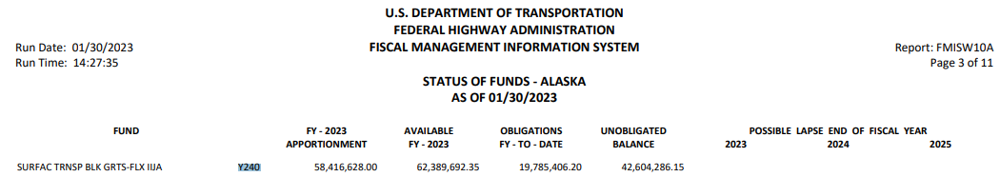 U.S. DEPARTMENT OF TRANSPORTATION
FEDERAL HIGHWAY ADMINISTRATION
Run Date: 01/30/2023 FISCAL MANAGEMENT INFORMATION SYSTEM Report: FMISW10A
Run Time: 14:27:35 Page 3 of 11
STATUS OF FUNDS - ALASKA
AS OF 01/30/2023
FUND FY - 2023 AVAILABLE OBLIGATIONS UNOBLIGATED POSSIBLE LAPSE END OF FISCAL YEAR
APPORTIONMENT FY - 2023 FY - TO - DATE BALANCE 2023 2024 2025
SURFAC TRNSP BLK GRTS-FLX IIJA Y240 58,416,628.00 62,389,692.35 19,785,406.20 42,604,286.15